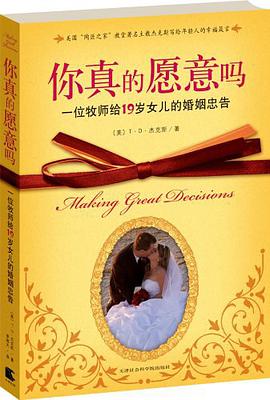 美国“陶匠之家”教堂著名主教杰克斯写给年轻人的幸福箴言
你真的愿意吗
一位牧师给19岁女儿的婚姻忠告
(美) T·D·杰克斯/著
Making Great Decisions
天津社会科学院出版社
你真的愿意吗
一位牧师给19岁女儿的婚姻忠告